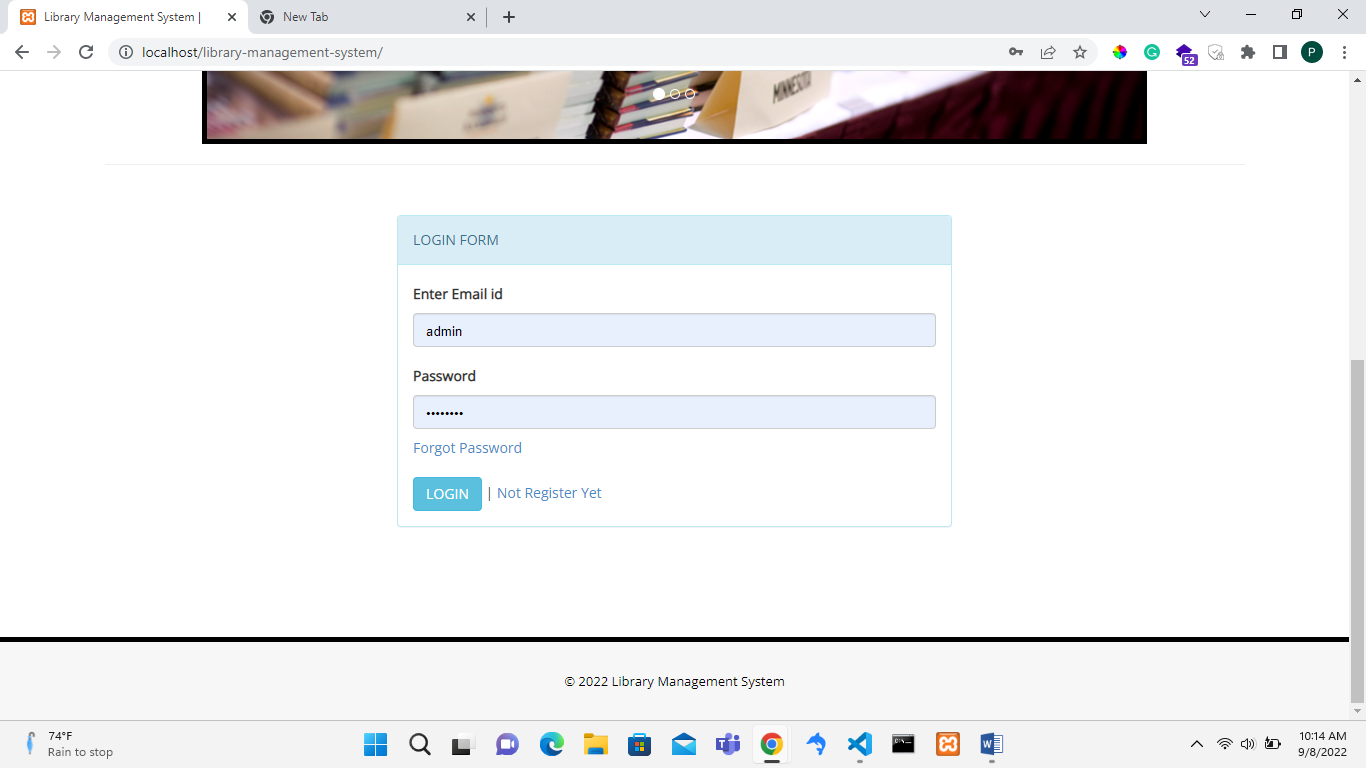 Library Management System |
New Tab
localhost/library-management-system/
52
P
MINNESOTA
LOGIN FORM
Enter Email id
admin
Password
••••••••
Forgot Password
LOGIN | Not Register Yet
© 2022 Library Management System
74°F
Rain to stop
10:14 AM
9/8/2022